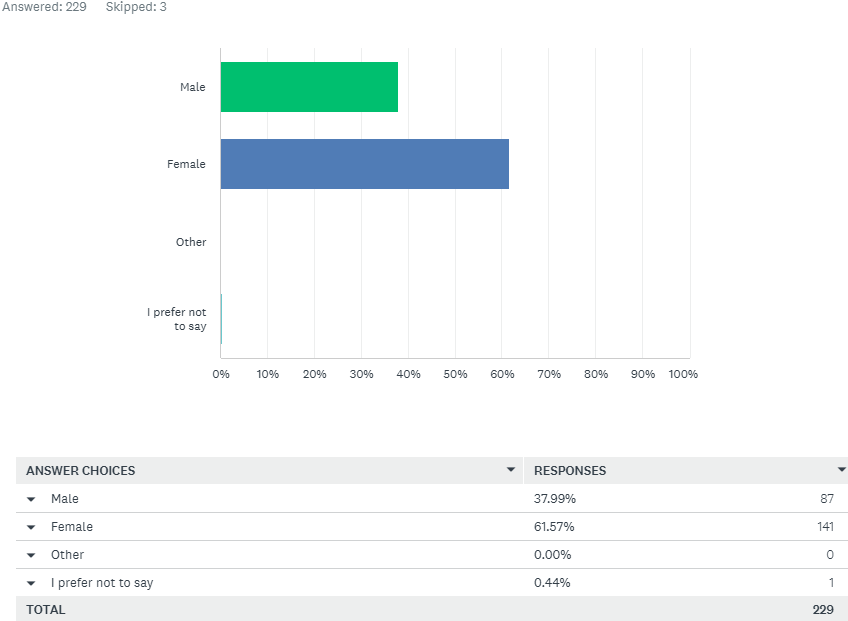 Answered: 229 Skipped: 3
Male
Female
Other
I prefer not
to say
0% 10% 20% 30% 40% 50% 60% 70% 80% 90% 100%
ANSWER CHOICES RESPONSES
Male 37.99% 87
Female 61.57% 141
Other 0.00% 0
I prefer not to say 0.44% 1
TOTAL 229